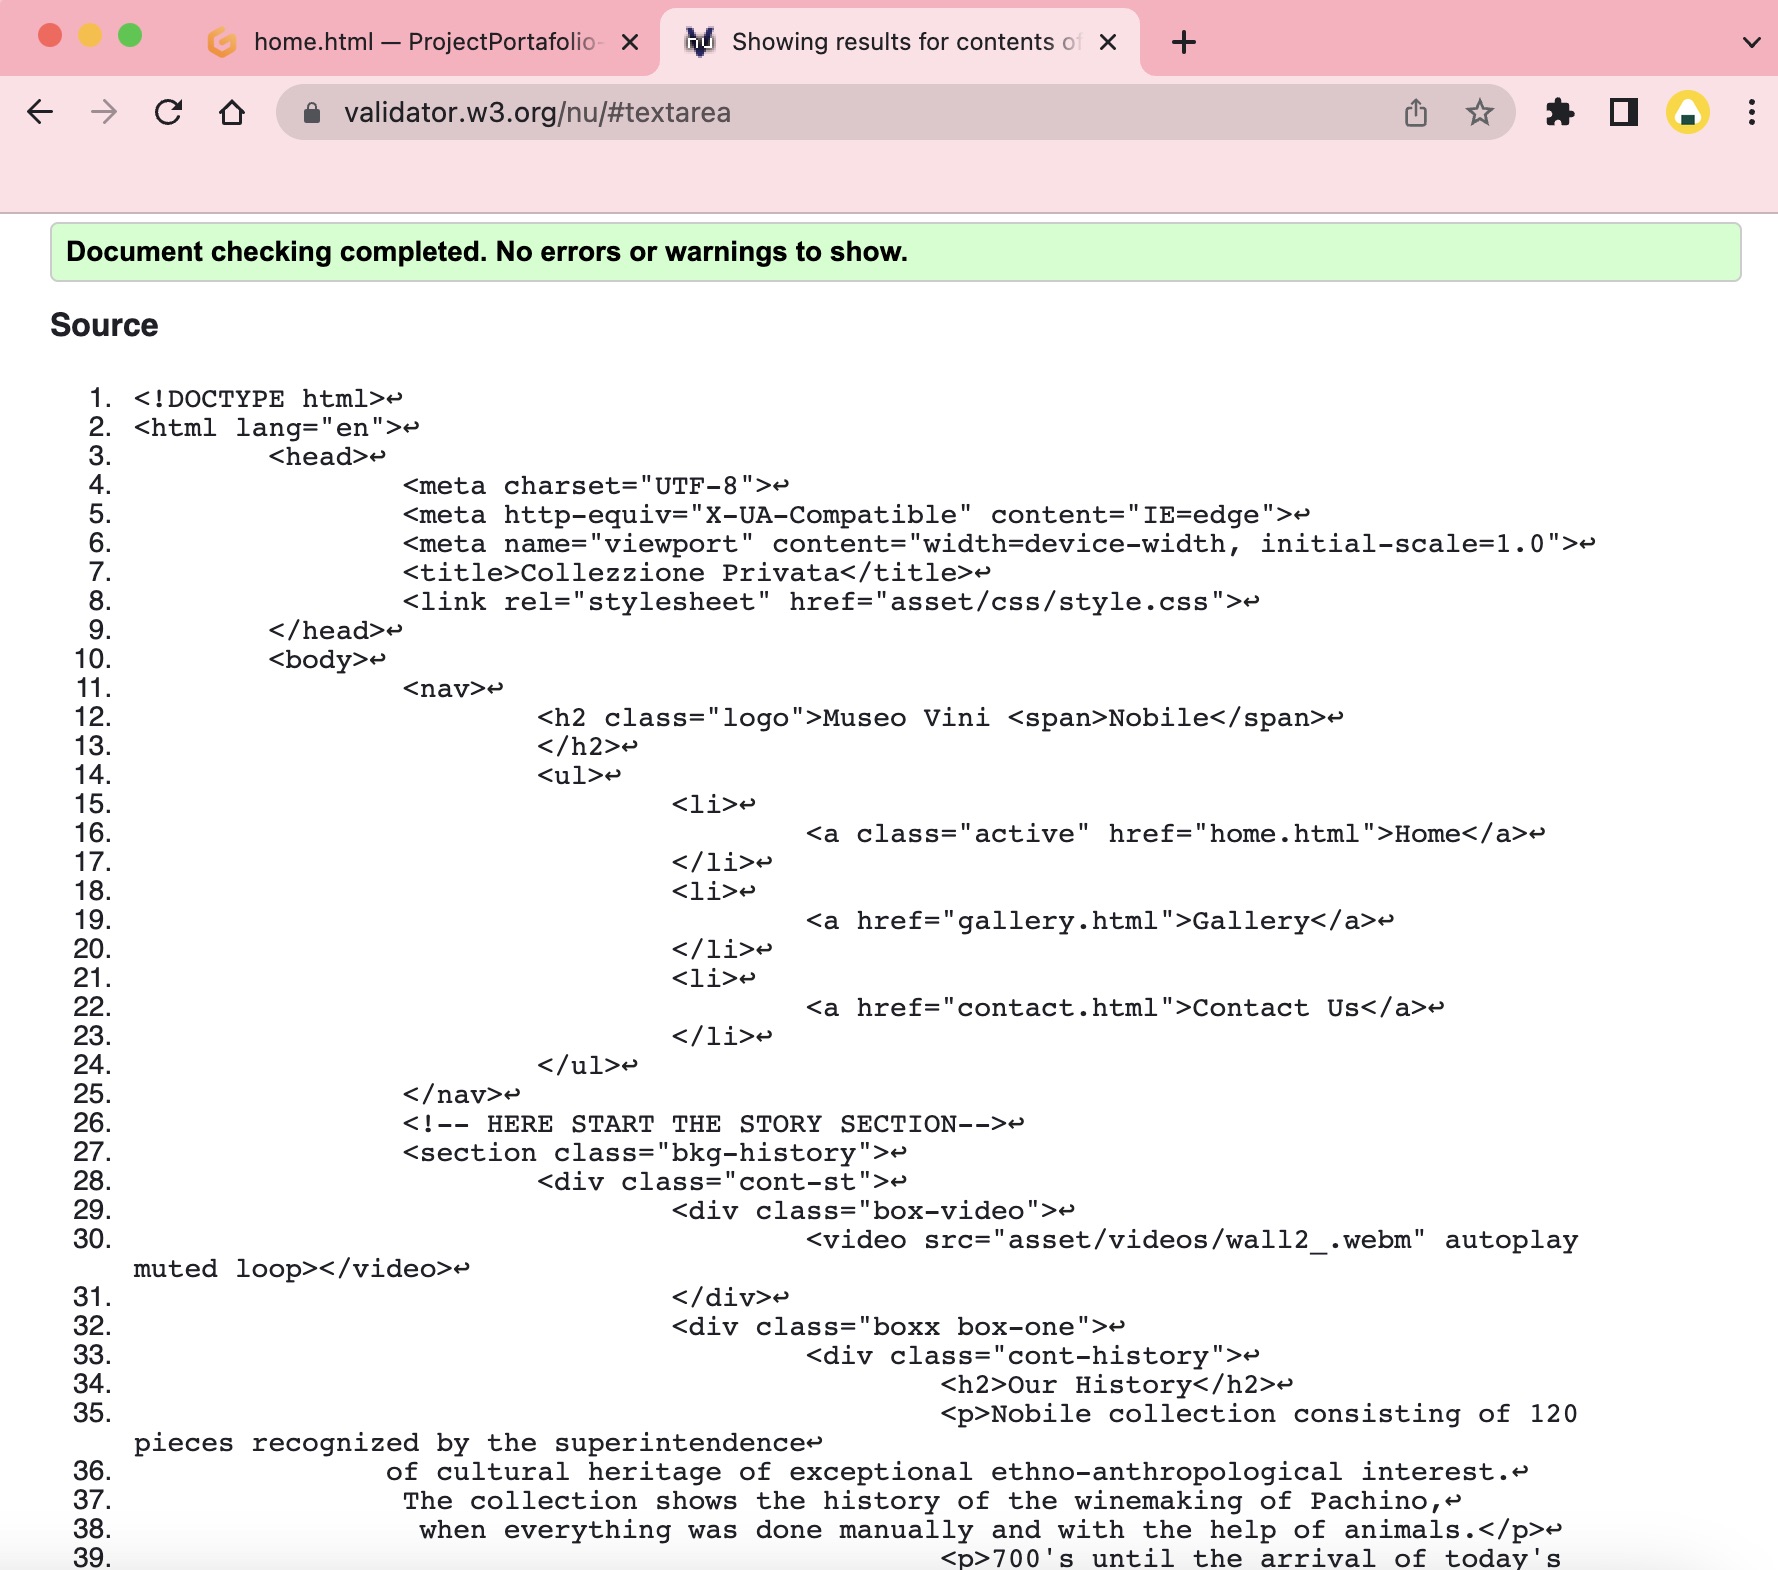 home.html — ProjectPortafolio-
Showing results for contents of
validator.w3.org/nu/#textarea
Document checking completed. No errors or warnings to show.
Source
1. <!DOCTYPE html>↩
2. <html lang="en">↩
3. <head>↩
4. <meta charset="UTF-8">↩
5. <meta http-equiv="X-UA-Compatible" content="IE=edge">↩
6. <meta name="viewport" content="width=device-width, initial-scale=1.0">↩
7. <title>Collezzione Privata</title>↩
8. <link rel="stylesheet" href="asset/css/style.css">↩
9. </head>↩
10. <body>↩
11. <nav>↩
12. <h2 class="logo">Museo Vini <span>Nobile</span>↩
13. </h2>↩
14. <ul>↩
15. <li>↩
16. <a class="active" href="home.html">Home</a>↩
17. </li>↩
18. <li>↩
19. <a href="gallery.html">Gallery</a>↩
20. </li>↩
21. <li>↩
22. <a href="contact.html">Contact Us</a>↩
23. </li>↩
24. </ul>↩
25. </nav>↩
26. <!-- HERE START THE STORY SECTION-->↩
27. <section class="bkg-history">↩
28. <div class="cont-st">↩
29. <div class="box-video">↩
30. <video src="asset/videos/wall2_.webm" autoplay
muted loop></video>↩
31. </div>↩
32. <div class="boxx box-one">↩
33. <div class="cont-history">↩
34. <h2>Our History</h2>↩
35. <p>Nobile collection consisting of 120
pieces recognized by the superintendence↩
36. of cultural heritage of exceptional ethno-anthropological interest.↩
37. The collection shows the history of the winemaking of Pachino,↩
38. when everything was done manually and with the help of animals.</p>↩
39. <p>700's until the arrival of today's